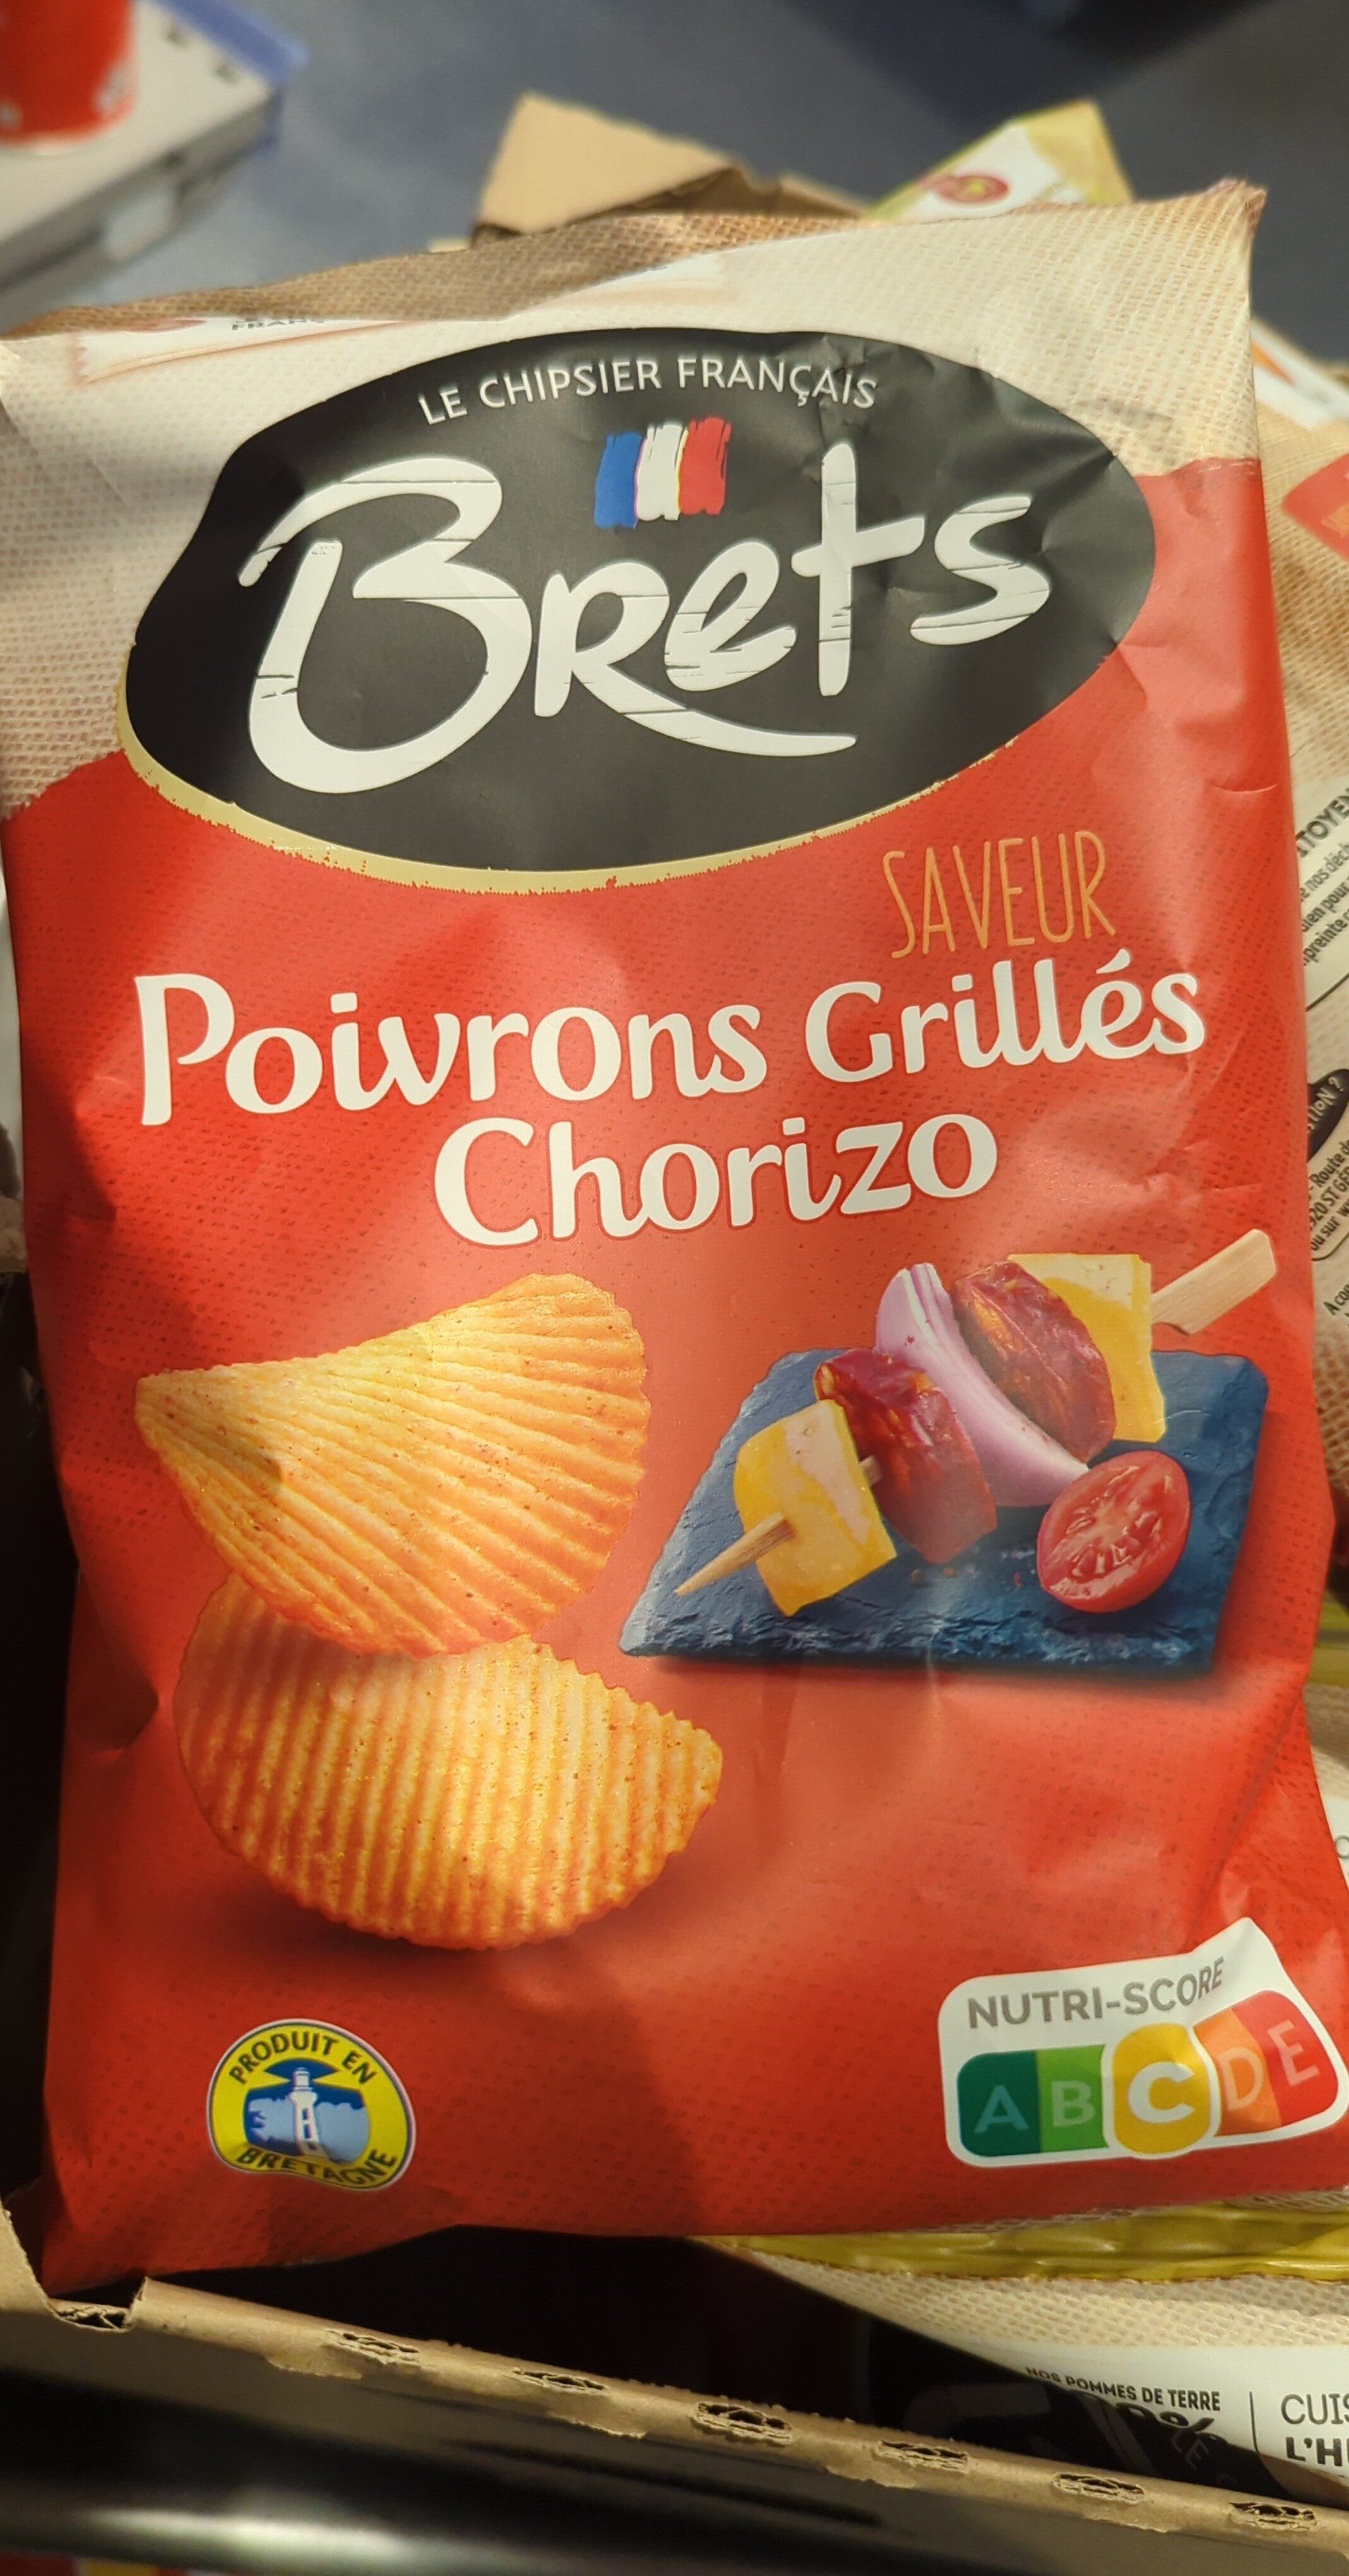 LE CHIPSIER FRANÇAIS
Brets
SAVEUR
Poivrons Grillés
Chorizo
NUTRI-SCORE
A B C D E
PRODUIT EN
BRETAGNE
NOS POMMES DE TERRE